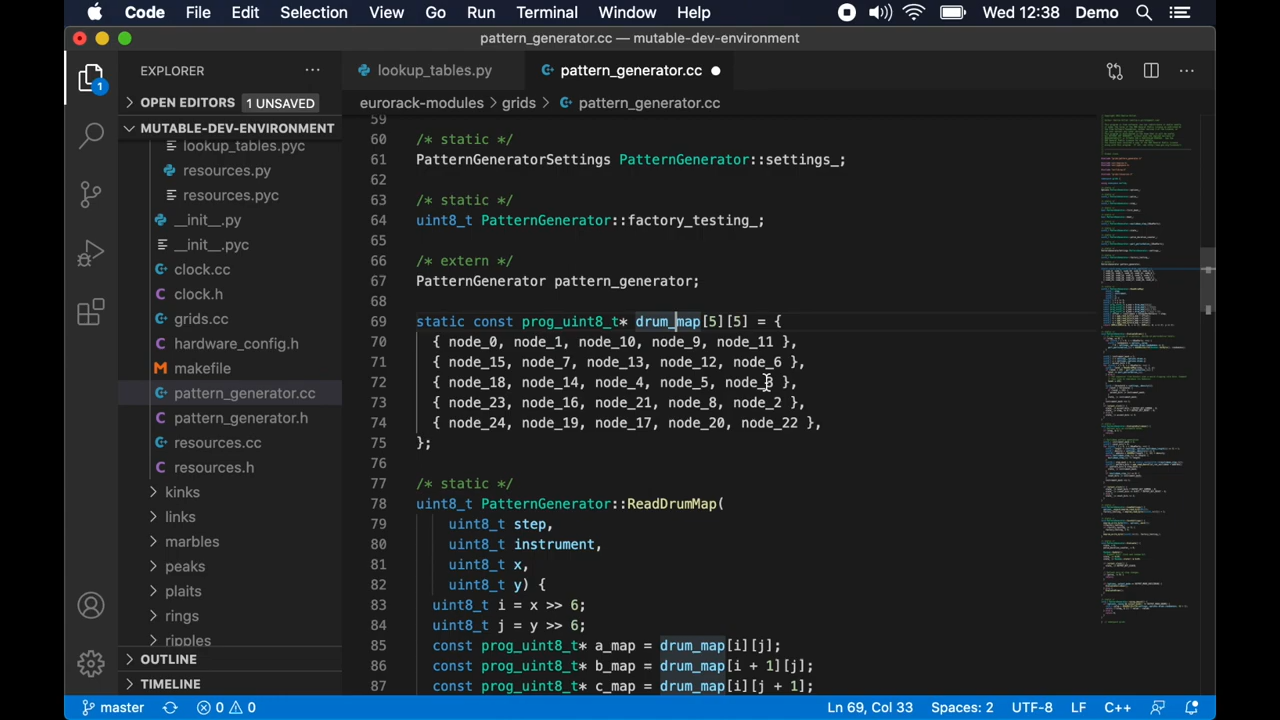 Code File Edit Selection View Go Run Terminal Window Help Wed 12:38 Demo
pattern_generator.cc — mutable-dev-environment
EXPLORER
OPEN EDITORS 1 UNSAVED
MUTABLE-DEV-ENVIRONMENT
lookup_tables.pyc
resources.py
resources.pyc
__init__.py
__init__.pyc
clock.cc
clock.h
grids.cc
hardware_config.h
makefile
pattern_generator.cc
pattern_generator.h
resources.cc
resources.h
kinks
links
marbles
peaks
plaits
rings
ripples
OUTLINE
TIMELINE
1
lookup_tables.py pattern_generator.cc
eurorack-modules > grids > pattern_generator.cc
59
60 /* static */
61 PatternGeneratorSettings PatternGenerator::settings_;
62
63 /* static */
64 uint8_t PatternGenerator::factory_testing_;
65
66 /* extern */
67 PatternGenerator pattern_generator;
68
69 static const prog_uint8_t* drum_map[5][5] = {
70 { node_10, node_9, node_11 },
71 { node_15, node_7, node_13, node_12, node_6 },
72 { node_18, node_14, node_4, node_5, node_3 },
73 { node_23, node_16, node_21, },
74 { node_24, node_19, node_17, node_20, node_22 },
75 };
76
77 /* static */
78 uint8_t PatternGenerator::ReadDrumMap(
79 uint8_t step,
80 uint8_t instrument,
81 uint8_t x,
82 uint8_t y) {
83 uint8_t i = x >> 6;
84 uint8_t j = y >> 6;
85 const prog_uint8_t* a_map = drum_map[i][j];
86 const prog_uint8_t* b_map = drum_map[i + 1][j];
87 const prog_uint8_t* c_map = drum_map[i][j + 1];
master 0 0 Ln 69, Col 33 Spaces: 2 UTF-8 LF C++